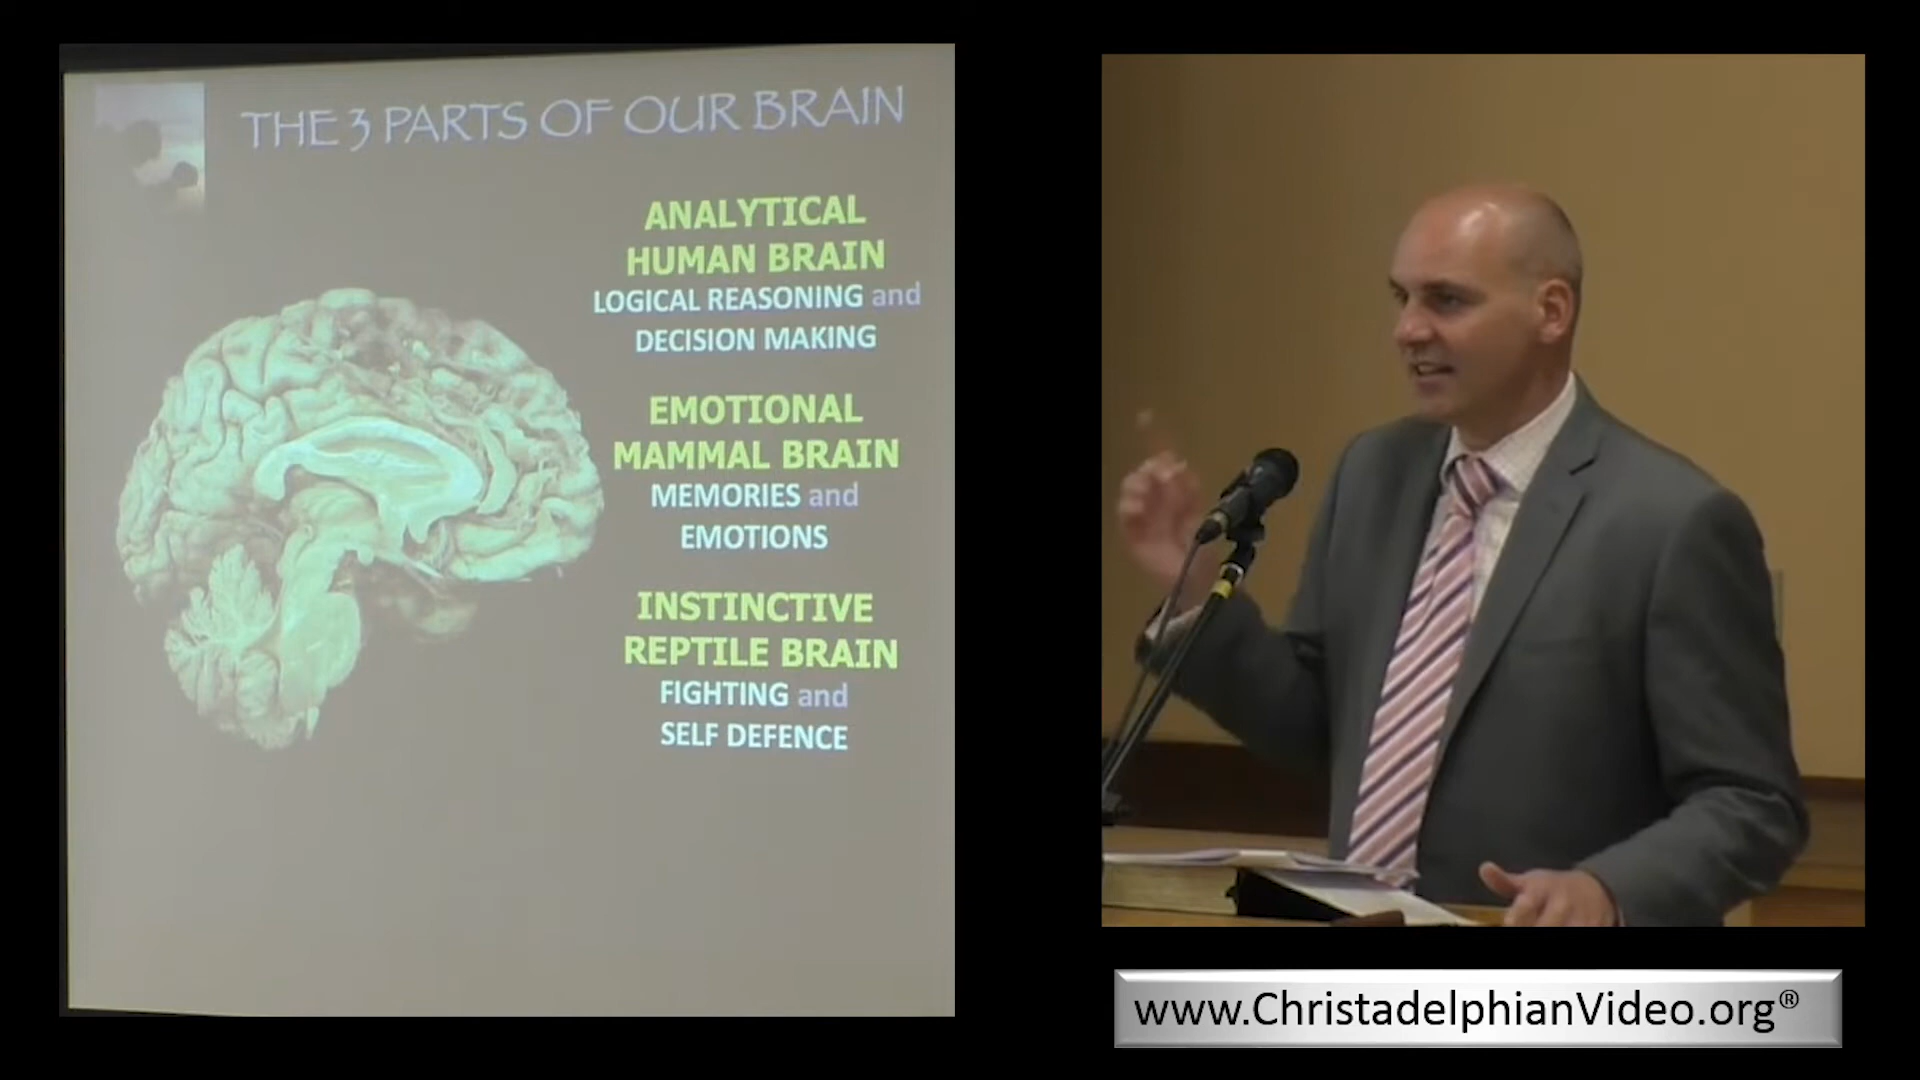 THE 3 PARTS OF OUR BRAIN
ANALYTICAL
HUMAN BRAIN
LOGICAL REASONING and
DECISION MAKING
EMOTIONAL
MAMMAL BRAIN
MEMORIES and
EMOTIONS
INSTINCTIVE
REPTILE BRAIN
FIGHTING and
SELF DEFENCE
www.ChristadelphianVideo.org®